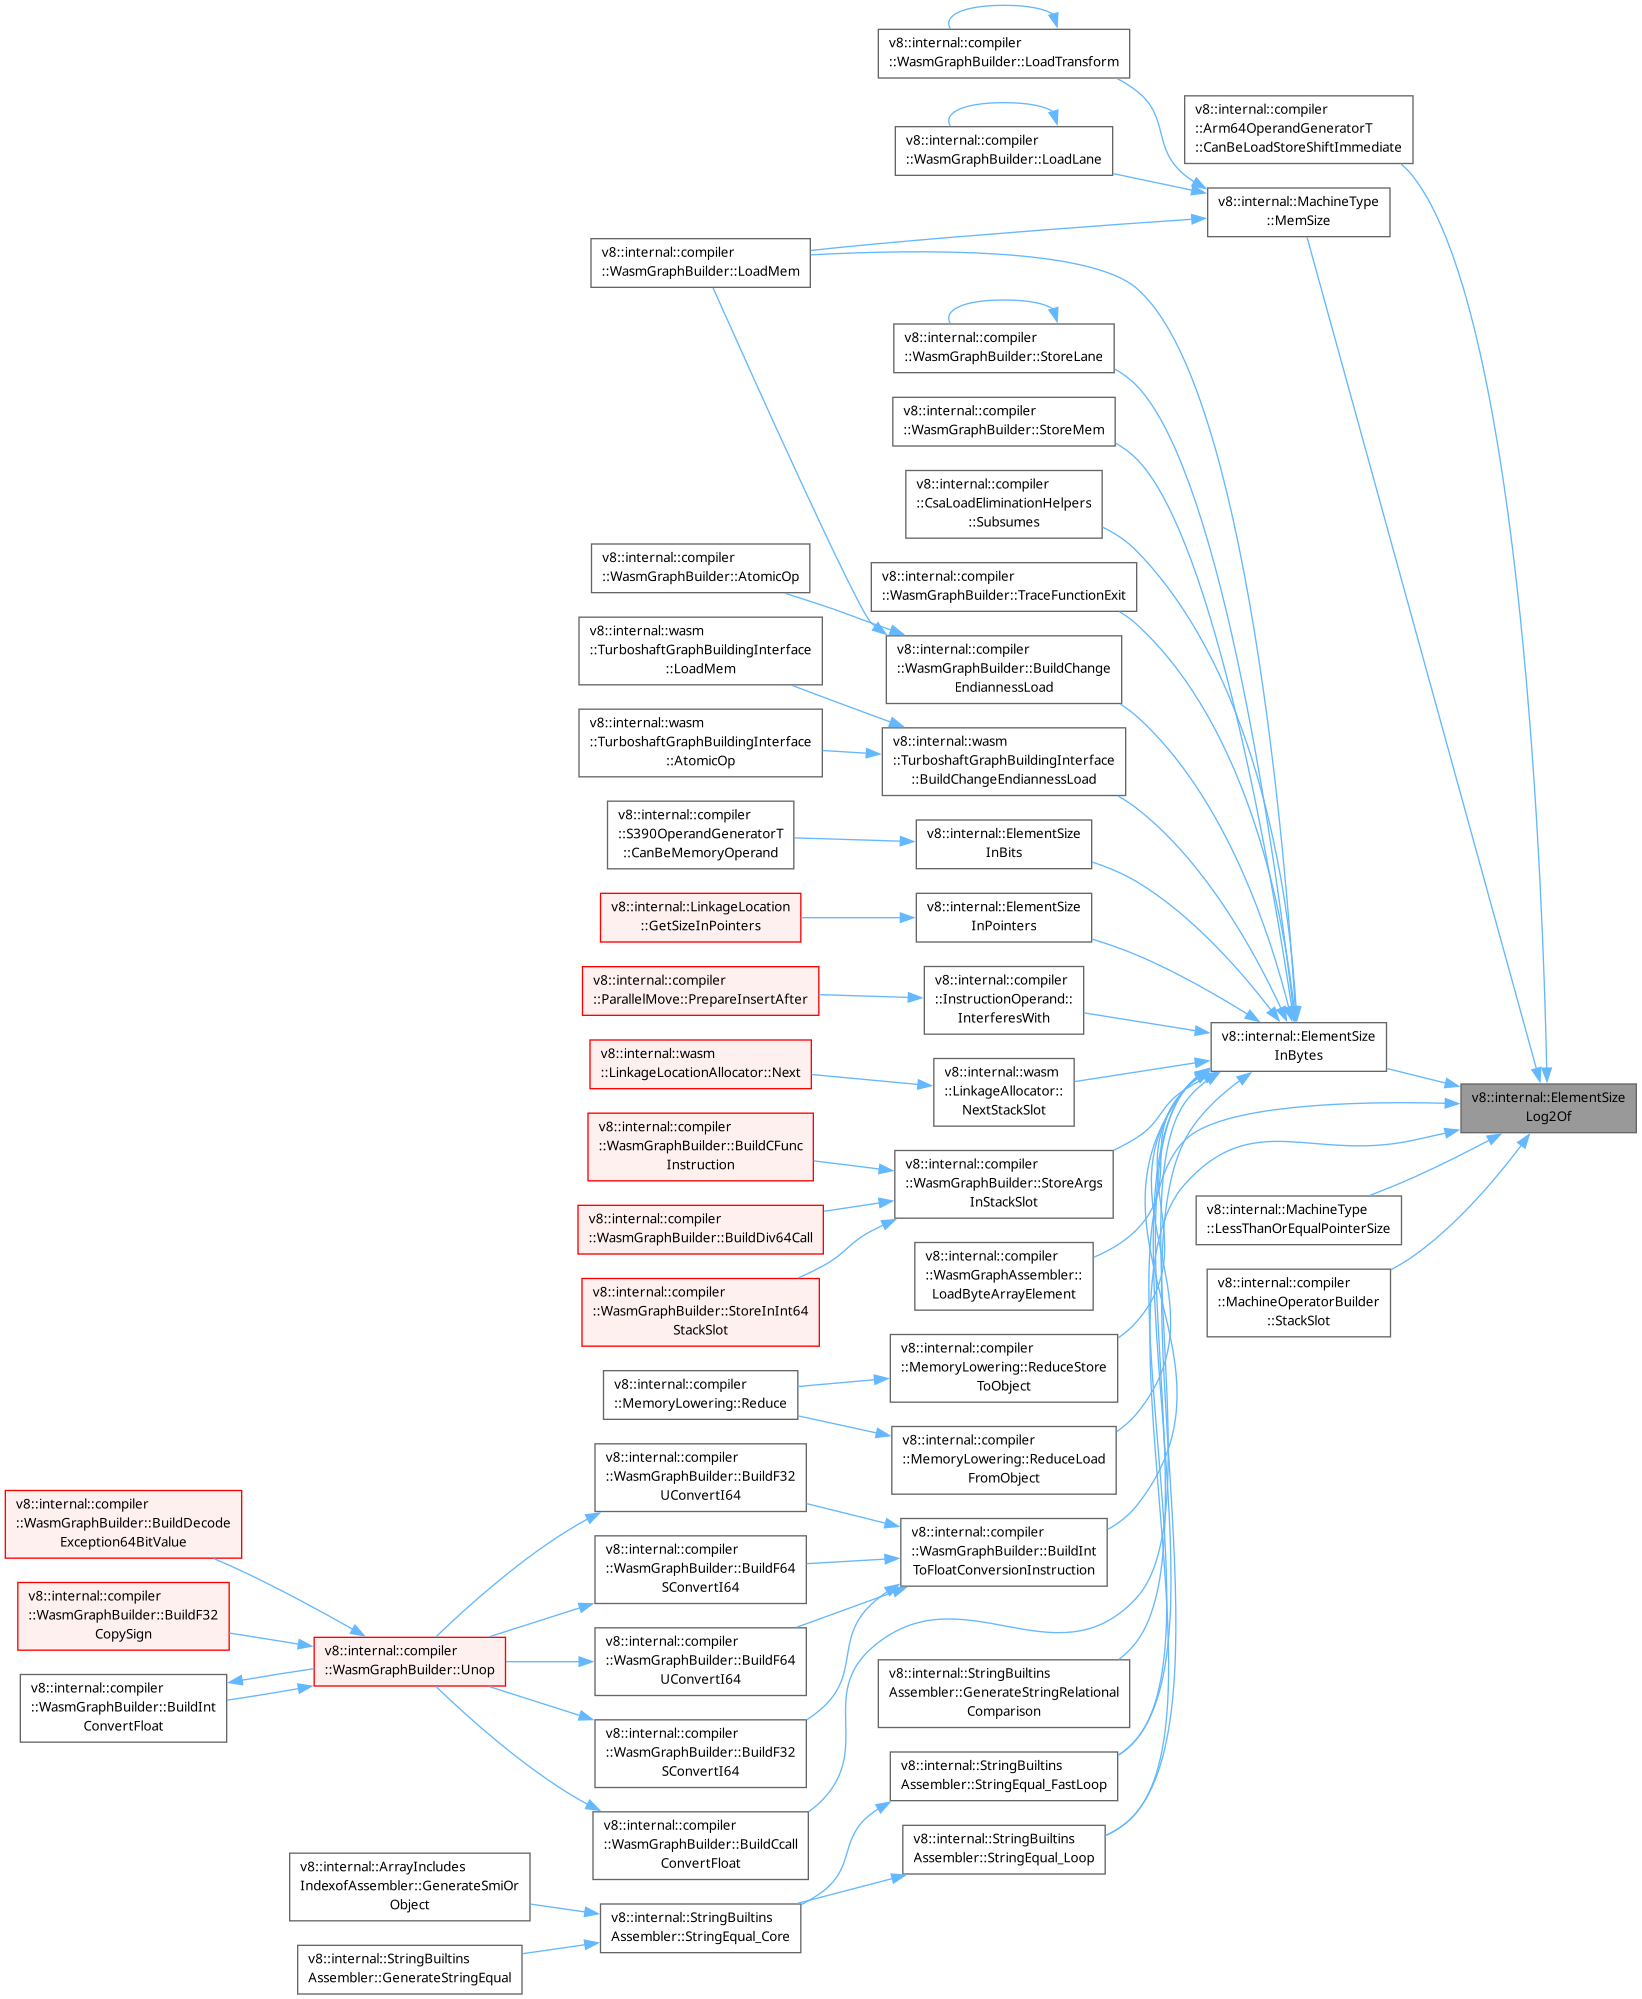 v8::internal::compiler
::WasmGraphBuilder::LoadTransform
v8::internal::compiler
::Arm64OperandGeneratorT
::CanBeLoadStoreShiftImmediate
v8::internal::compiler
::WasmGraphBuilder::LoadLane
v8::internal::MachineType
::MemSize
v8::internal::compiler
::WasmGraphBuilder::LoadMem
v8::internal::compiler
::WasmGraphBuilder::StoreLane
v8::internal::compiler
::WasmGraphBuilder::StoreMem
v8::internal::compiler
::CsaLoadEliminationHelpers
::Subsumes
v8::internal::compiler
::WasmGraphBuilder::AtomicOp
v8::internal::compiler
::WasmGraphBuilder::TraceFunctionExit
v8::internal::wasm
::TurboshaftGraphBuildingInterface
::LoadMem
v8::internal::compiler
::WasmGraphBuilder::BuildChange
EndiannessLoad
v8::internal::wasm
::TurboshaftGraphBuildingInterface
::AtomicOp
v8::internal::wasm
::TurboshaftGraphBuildingInterface
::BuildChangeEndiannessLoad
v8::internal::compiler
::S390OperandGeneratorT
::CanBeMemoryOperand
v8::internal::ElementSize
InBits
v8::internal::LinkageLocation
::GetSizeInPointers
v8::internal::ElementSize
InPointers
v8::internal::compiler
::ParallelMove::PrepareInsertAfter
v8::internal::compiler
::InstructionOperand::
InterferesWith
v8::internal::ElementSize
InBytes
v8::internal::wasm
::LinkageLocationAllocator::Next
v8::internal::wasm
::LinkageAllocator::
NextStackSlot
v8::internal::ElementSize
Log2Of
v8::internal::compiler
::WasmGraphBuilder::BuildCFunc
Instruction
v8::internal::compiler
::WasmGraphBuilder::StoreArgs
InStackSlot
v8::internal::compiler
::WasmGraphBuilder::BuildDiv64Call
v8::internal::MachineType
::LessThanOrEqualPointerSize
v8::internal::compiler
::WasmGraphAssembler::
LoadByteArrayElement
v8::internal::compiler
::MachineOperatorBuilder
::StackSlot
v8::internal::compiler
::WasmGraphBuilder::StoreInInt64
StackSlot
v8::internal::compiler
::MemoryLowering::ReduceStore
ToObject
v8::internal::compiler
::MemoryLowering::Reduce
v8::internal::compiler
::MemoryLowering::ReduceLoad
FromObject
v8::internal::compiler
::WasmGraphBuilder::BuildF32
UConvertI64
v8::internal::compiler
::WasmGraphBuilder::BuildDecode
Exception64BitValue
v8::internal::compiler
::WasmGraphBuilder::BuildInt
ToFloatConversionInstruction
v8::internal::compiler
::WasmGraphBuilder::BuildF64
SConvertI64
v8::internal::compiler
::WasmGraphBuilder::BuildF32
CopySign
v8::internal::compiler
::WasmGraphBuilder::Unop
v8::internal::compiler
::WasmGraphBuilder::BuildF64
UConvertI64
v8::internal::StringBuiltins
Assembler::GenerateStringRelational
Comparison
v8::internal::compiler
::WasmGraphBuilder::BuildInt
ConvertFloat
v8::internal::compiler
::WasmGraphBuilder::BuildF32
SConvertI64
v8::internal::StringBuiltins
Assembler::StringEqual_FastLoop
v8::internal::compiler
::WasmGraphBuilder::BuildCcall
ConvertFloat
v8::internal::StringBuiltins
Assembler::StringEqual_Loop
v8::internal::ArrayIncludes
IndexofAssembler::GenerateSmiOr
Object
v8::internal::StringBuiltins
Assembler::StringEqual_Core
v8::internal::StringBuiltins
Assembler::GenerateStringEqual